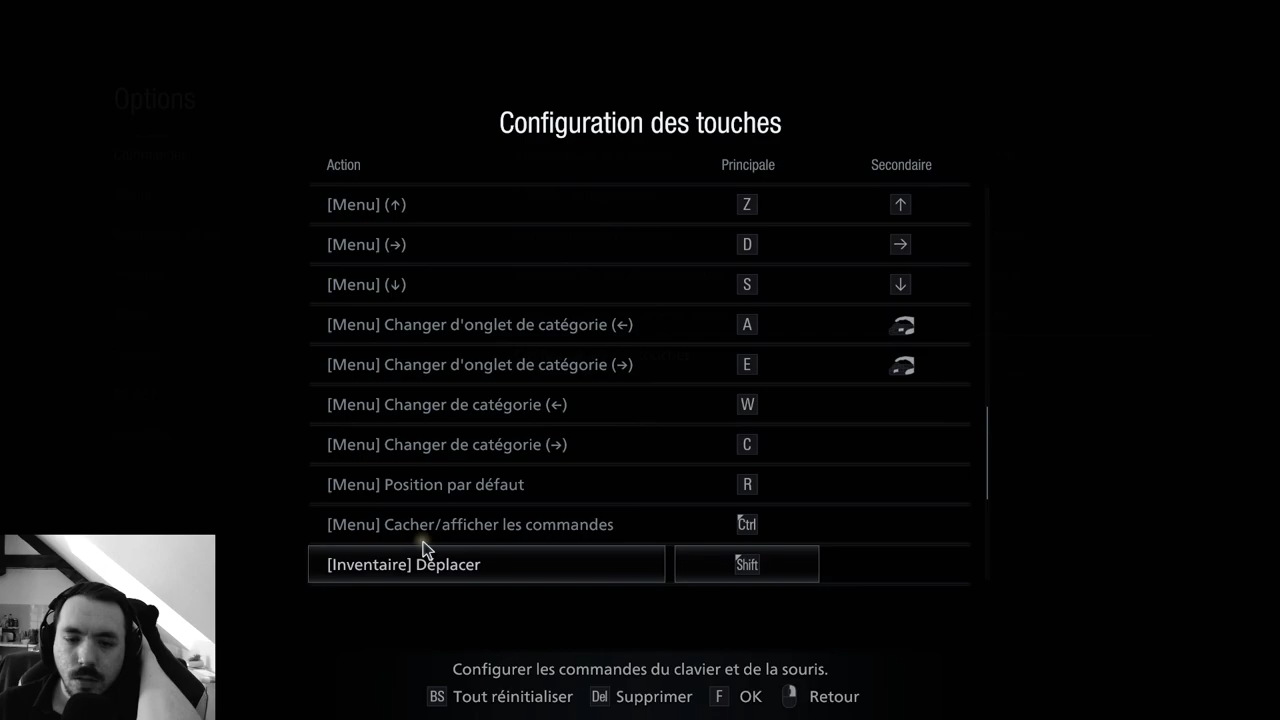 Options
Commandes
Configuration des touches
Action Principale Secondaire
[Menu] (↑) Z ↑
[Menu] (→) D →
[Menu] (↓) S ↓
[Menu] Changer d'onglet de catégorie (←) A
[Menu] Changer d'onglet de catégorie (→) E
[Menu] Changer de catégorie (←) W
[Menu] Changer de catégorie (→) C
[Menu] Position par défaut R
[Menu] Cacher/afficher les commandes Ctrl
[Inventaire] Déplacer Shift
Configurer les commandes du clavier et de la souris.
BS Tout réinitialiser Del Supprimer F OK Retour